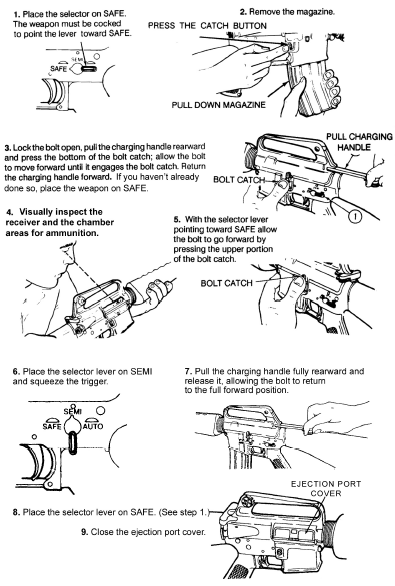 1. Place the selector on SAFE.
The weapon must be cocked
to point the lever toward SAFE.
SEMI
SAFE
2. Remove the magazine.
PRESS THE CATCH BUTTON
PULL DOWN MAGAZINE
3. Lock the bolt open, pull the charging handle rearward
and press the bottom of the bolt catch; allow the bolt
to move forward until it engages the bolt catch. Return
the charging handle forward. If you haven't already
done so, place the weapon on SAFE.
PULL CHARGING
HANDLE
BOLT CATCH
1
4. Visually inspect the
receiver and the chamber
areas for ammunition.
5. With the selector lever
pointing toward SAFE allow
the bolt to go forward by
pressing the upper portion
of the bolt catch.
BOLT CATCH
6. Place the selector lever on SEMI
and squeeze the trigger.
SEMI
SAFE AUTO
7. Pull the charging handle fully rearward and
release it, allowing the bolt to return
to the full forward position.
EJECTION PORT
COVER
8. Place the selector lever on SAFE. (See step 1.)
9. Close the ejection port cover.